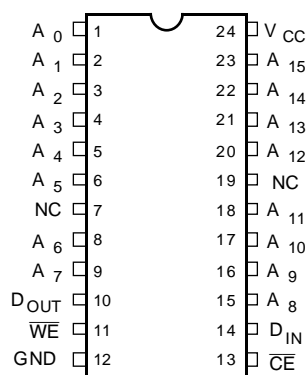 A0 1 24 VCC
A1 2 23 A15
A2 3 22 A14
A3 4 21 A13
A4 5 20 A12
A5 6 19 NC
NC 7 18 A11
A6 8 17 A10
A7 9 16 A9
DOUT 10 15 A8
W̅E̅ 11 14 DIN
GND 12 13 C̅E̅